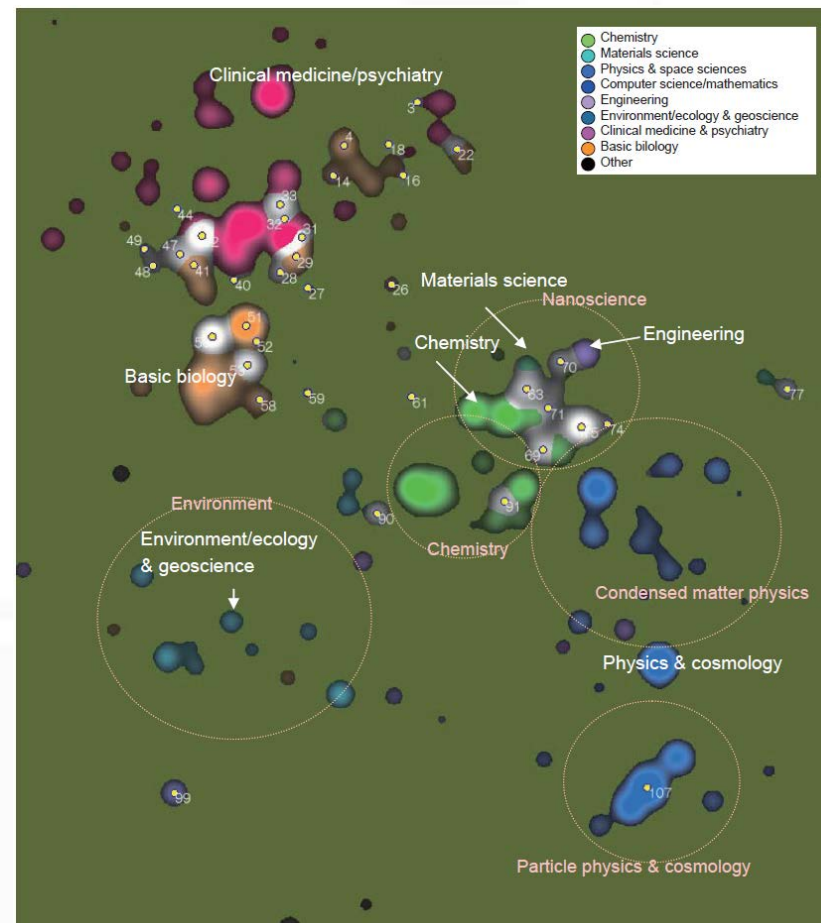 Chemistry
Materials science
Physics & space sciences
Computer science/mathematics
Engineering
Environment/ecology & geoscience
Clinical medicine & psychiatry
Basic bilology
Other
Clinical medicine/psychiatry
3
4
18
22
14
16
33
44
32
31
49
47
2
29
41
48
28
40
27
26
Materials science
Nanoscience
51
Engineering
Chemistry
52
70
Basic biology
63
77
58
59
61
71
74
69
Environment
91
90
Environment/ecology
& geoscience
Chemistry
Condensed matter physics
Physics & cosmology
99
107
Particle physics & cosmology